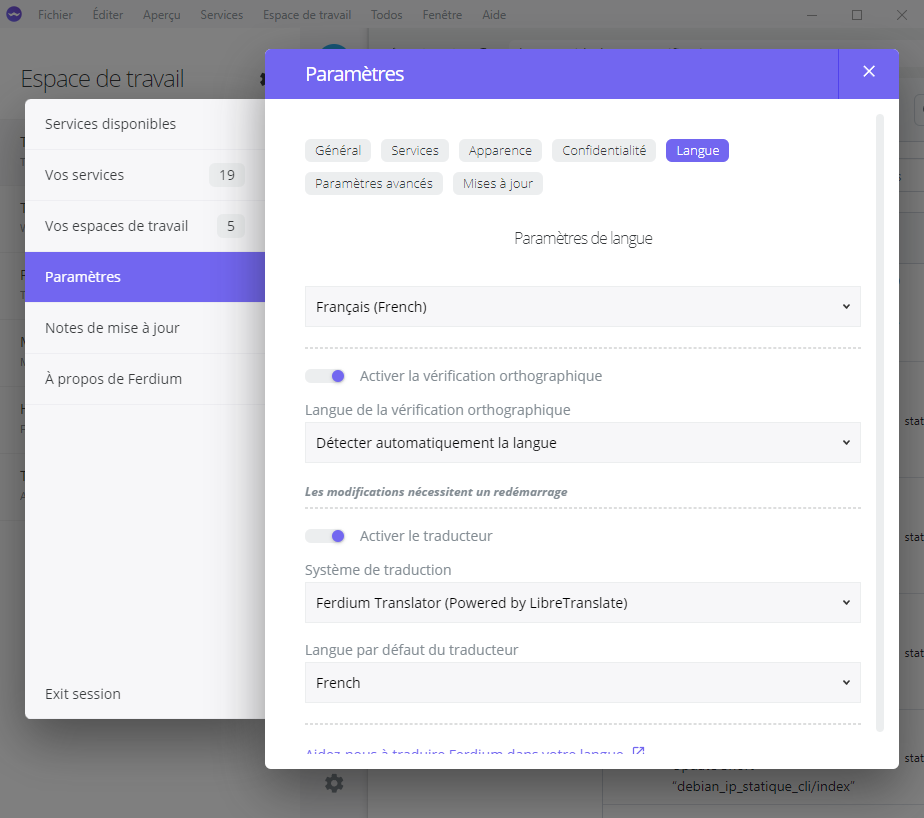 Fichier Éditer Aperçu Services Espace de travail Todos Fenêtre Aide
Espace de travail
Paramètres
Services disponibles
Vos services 19
Vos espaces de travail 5
Paramètres
Notes de mise à jour
À propos de Ferdium
Exit session
Général Services Apparence Confidentialité Langue
Paramètres avancés Mises à jour
Paramètres de langue
Français (French)
Activer la vérification orthographique
Langue de la vérification orthographique
Détecter automatiquement la langue
Les modifications nécessitent un redémarrage
Activer le traducteur
Système de traduction
Ferdium Translator (Powered by LibreTranslate)
Langue par défaut du traducteur
French
Aidez-nous à traduire Ferdium dans votre langue
stat
stat
stat
stat
"debian_ip_statique_cli/index"